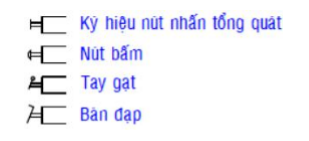 Ký hiệu nút nhấn tổng quát
Nút bấm
Tay gạt
Bàn đạp